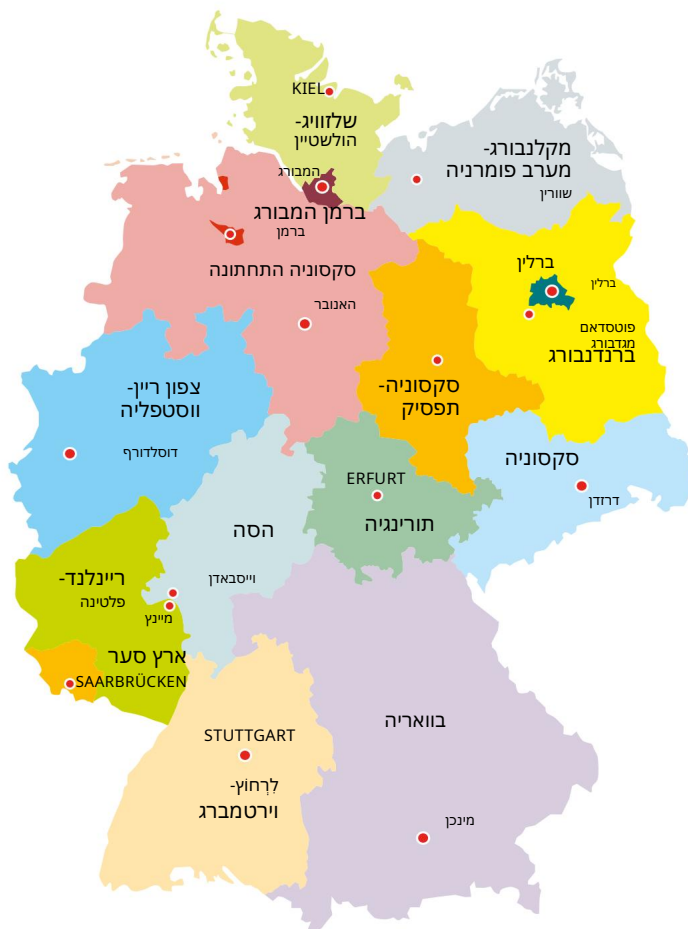 KIEL
שלזוויג-
הולשטיין
מקלנבורג-
מערב פומרניה
שוורין
המבורג
ברמן המבורג
ברמן
סקסוניה התחתונה
האנובר
ברלין
ברלין
פוטסדאם
מגדבורג
ברנדנבורג
סקסוניה-
תפסיק
צפון ריין-
ווסטפליה
דוסלדורף
סקסוניה
דרזדן
ERFURT
תורינגיה
הסה
וייסבאדן
ריינלנד-
פלטינה
מיינץ
ארץ סער
SAARBRÜCKEN
בוואריה
STUTTGART
לִרְחוֹץ-
וירטמברג
מינכן